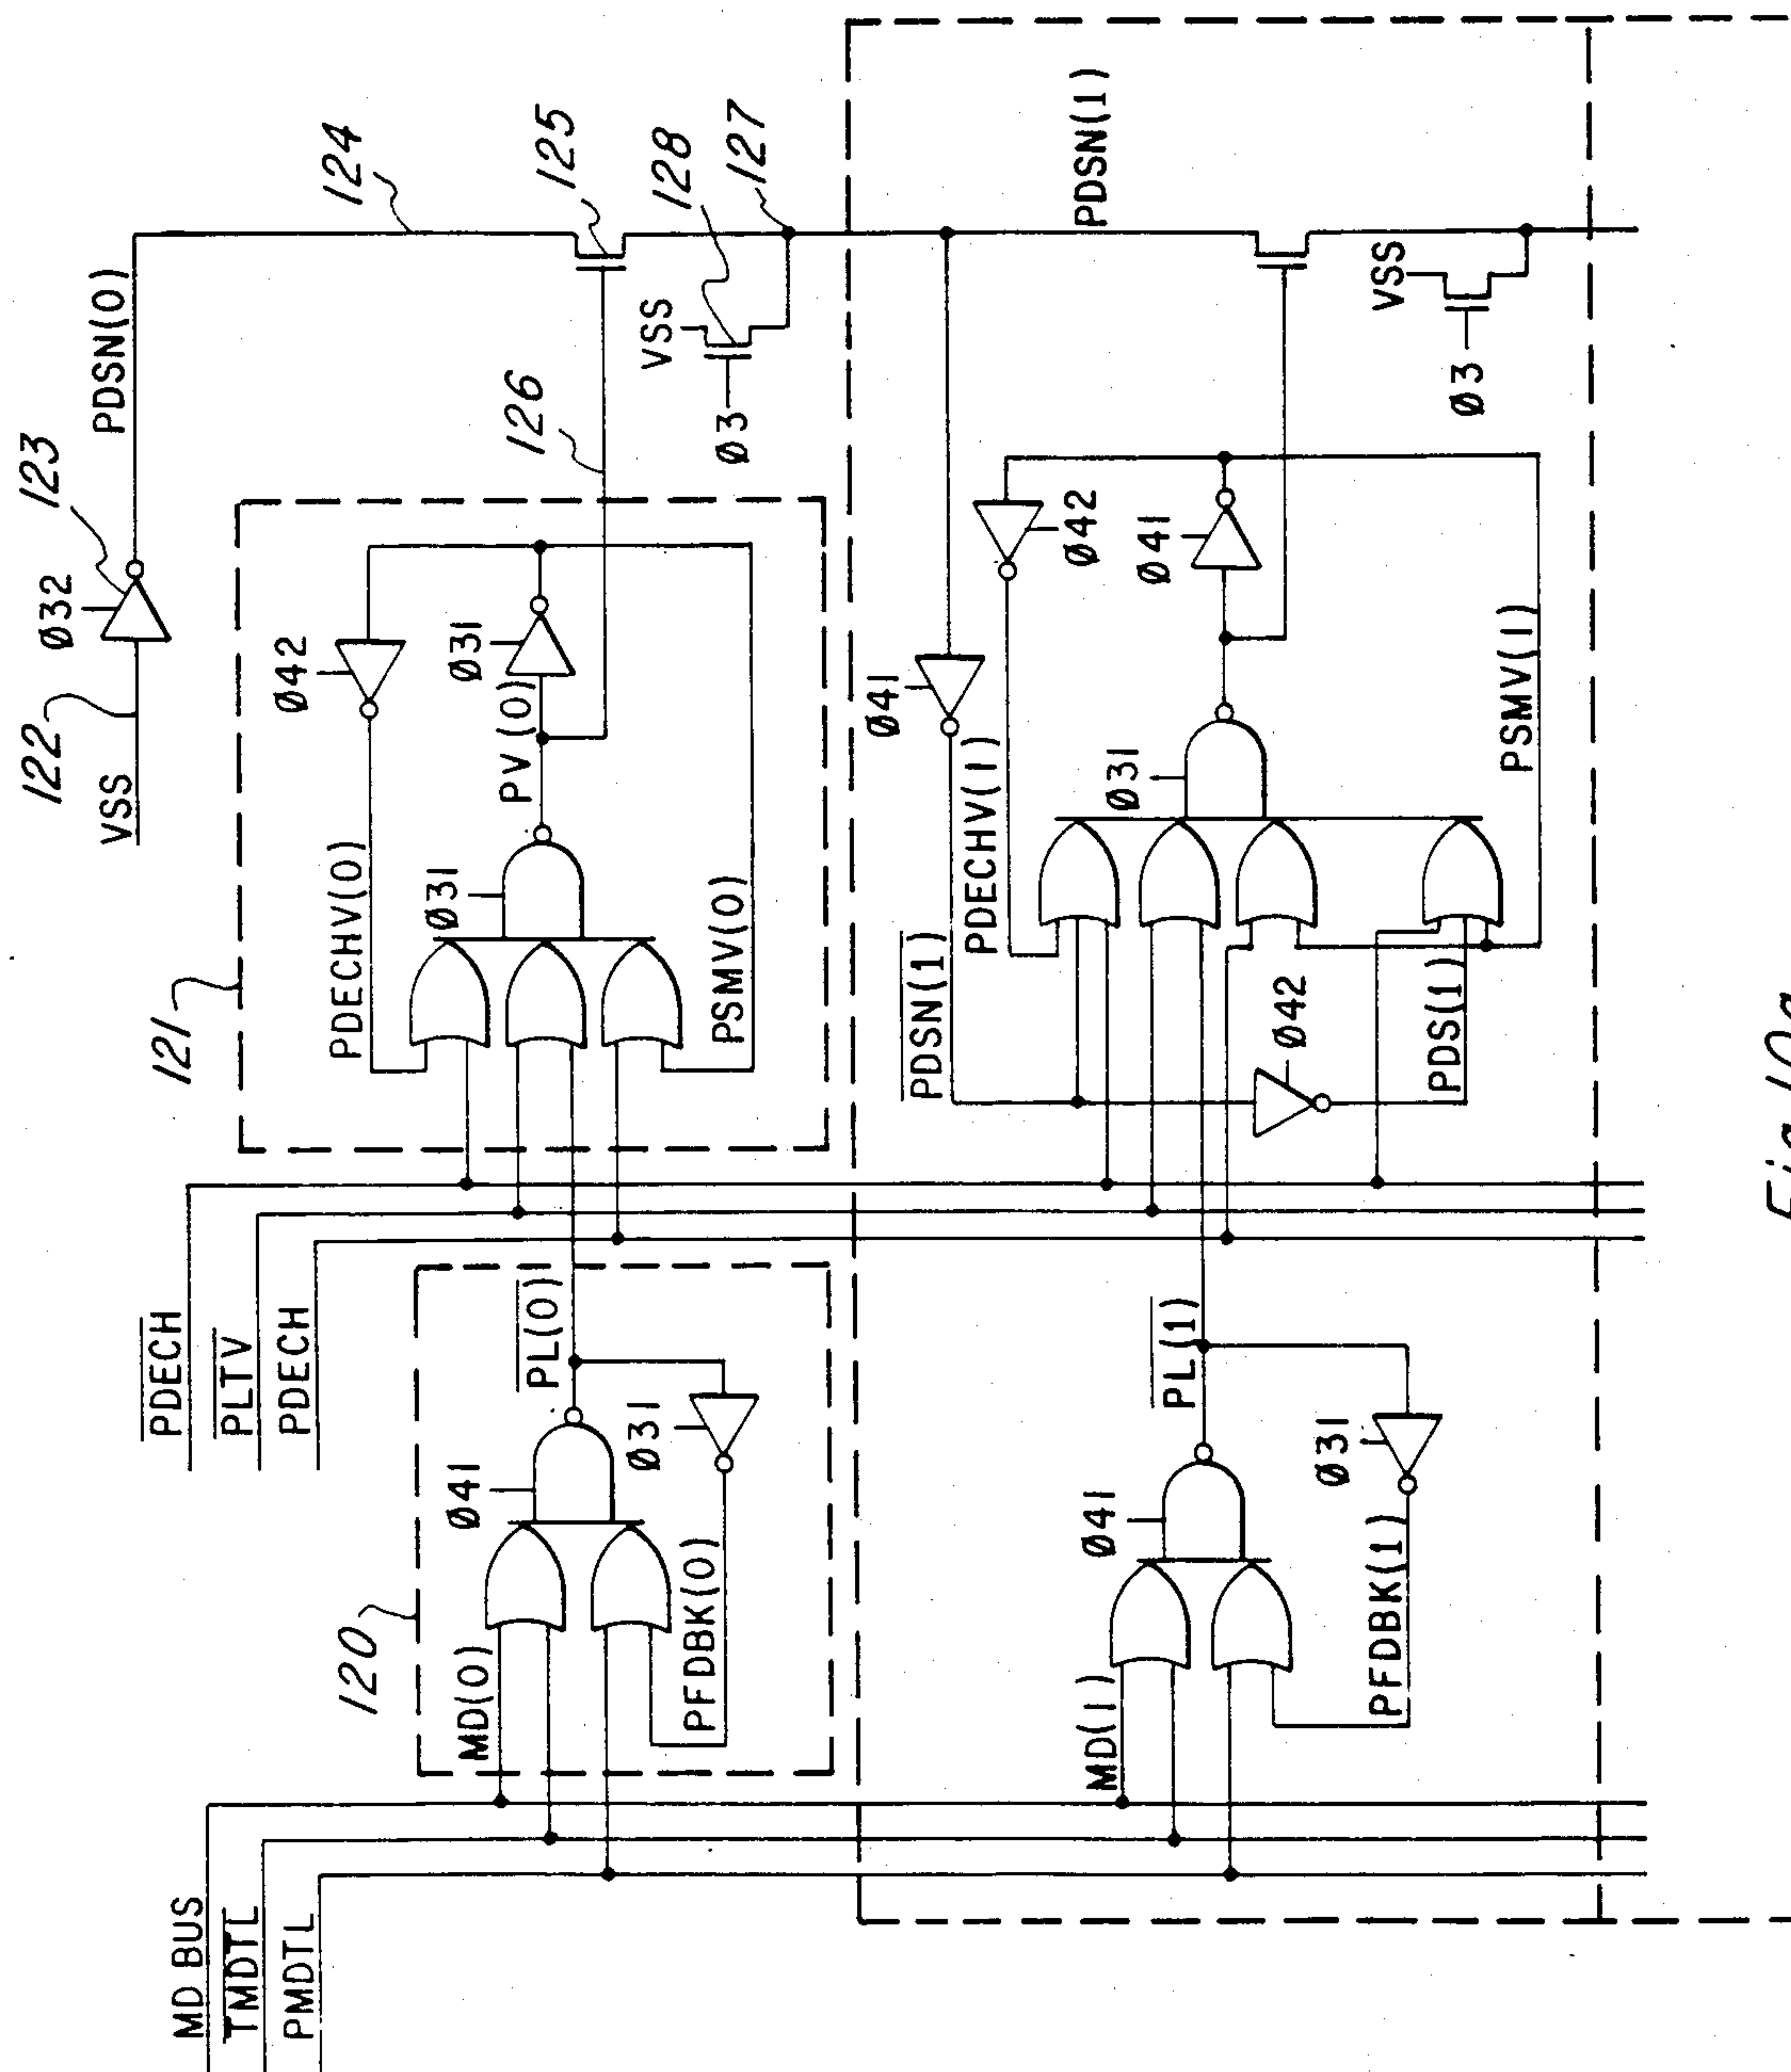 MD BUS
TMDTL
PMDTL
PDECH
PLTV
PDECH
120
MD(0)
Ø41
PL(0)
Ø31
PFDBK(0)
121
PDECHV(0)
Ø42
Ø31
PV(0)
Ø31
PSMV(0)
122
VSS
Ø32
123
PDSN(0)
124
125
126
VSS
128
Ø3
127
MD(1)
Ø41
PL(1)
Ø31
PFDBK(1)
PDSN(1)
Ø41
PDECHV(1)
Ø42
Ø31
Ø41
Ø42
PDS(1)
PSMV(1)
PDSN(1)
VSS
Ø3
Fig. 10a